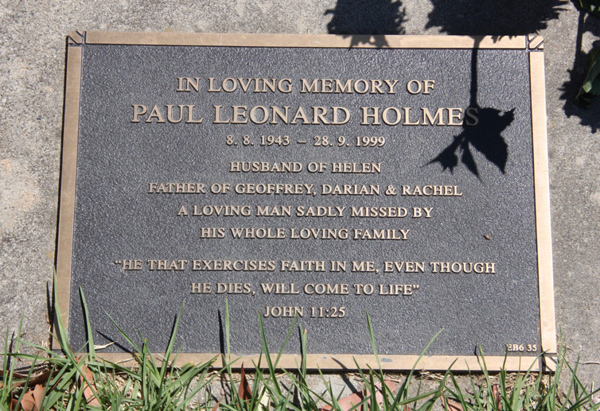 IN LOVING MEMORY OF
PAUL LEONARD HOLMES
8. 8. 1943 – 28. 9. 1999
HUSBAND OF HELEN
FATHER OF GEOFFREY, DARIAN & RACHEL
A LOVING MAN SADLY MISSED BY
HIS WHOLE LOVING FAMILY
"HE THAT EXERCISES FAITH IN ME, EVEN THOUGH
HE DIES, WILL COME TO LIFE"
JOHN 11:25